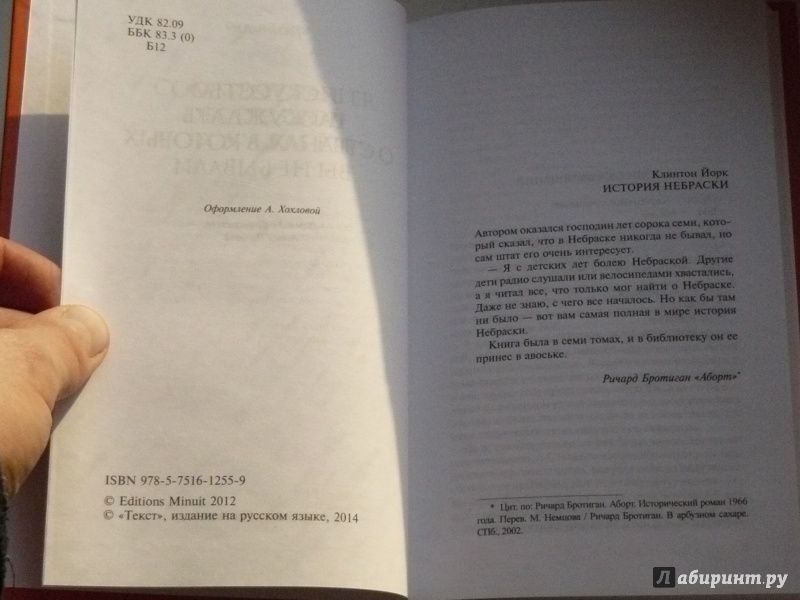 УДК 82.09
ББК 83.3 (0)
Б12
Оформление А. Хохловой
ISBN 978-5-7516-1255-9
© Editions Minuit 2012
© «Текст», издание на русском языке, 2014
Клинтон Йорк
ИСТОРИЯ НЕБРАСКИ
Автором оказался господин лет сорока семи, кото-
рый сказал, что в Небраске никогда не бывал, но
сам штат его очень интересует.
— Я с детских лет болею Небраской. Другие
дети радио слушали или велосипедами хвастались,
а я читал все, что только мог найти о Небраске.
Даже не знаю, с чего все началось. Но как бы там
ни было — вот вам самая полная в мире история
Небраски.
Книга была в семи томах, и в библиотеку он ее
принес в авоське.
Ричард Бротиган «Аборт»*
* Цит. по: Ричард Бротиган. Аборт. Исторический роман 1966
года. Перев. М. Немцова / Ричард Бротиган. В арбузном сахаре.
СПб., 2002.
Лабиринт.ру